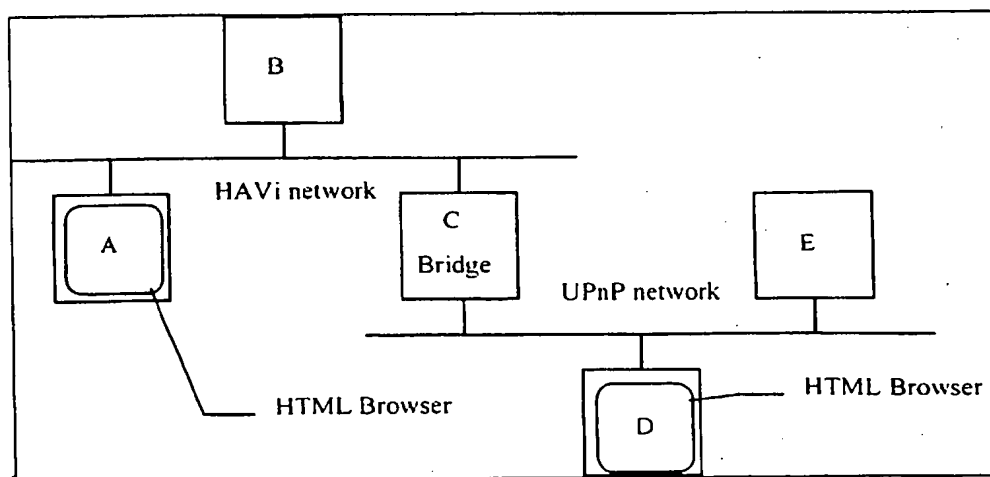 B
HAVi network
A
C
Bridge
E
UPnP network
HTML Browser
HTML Browser
D